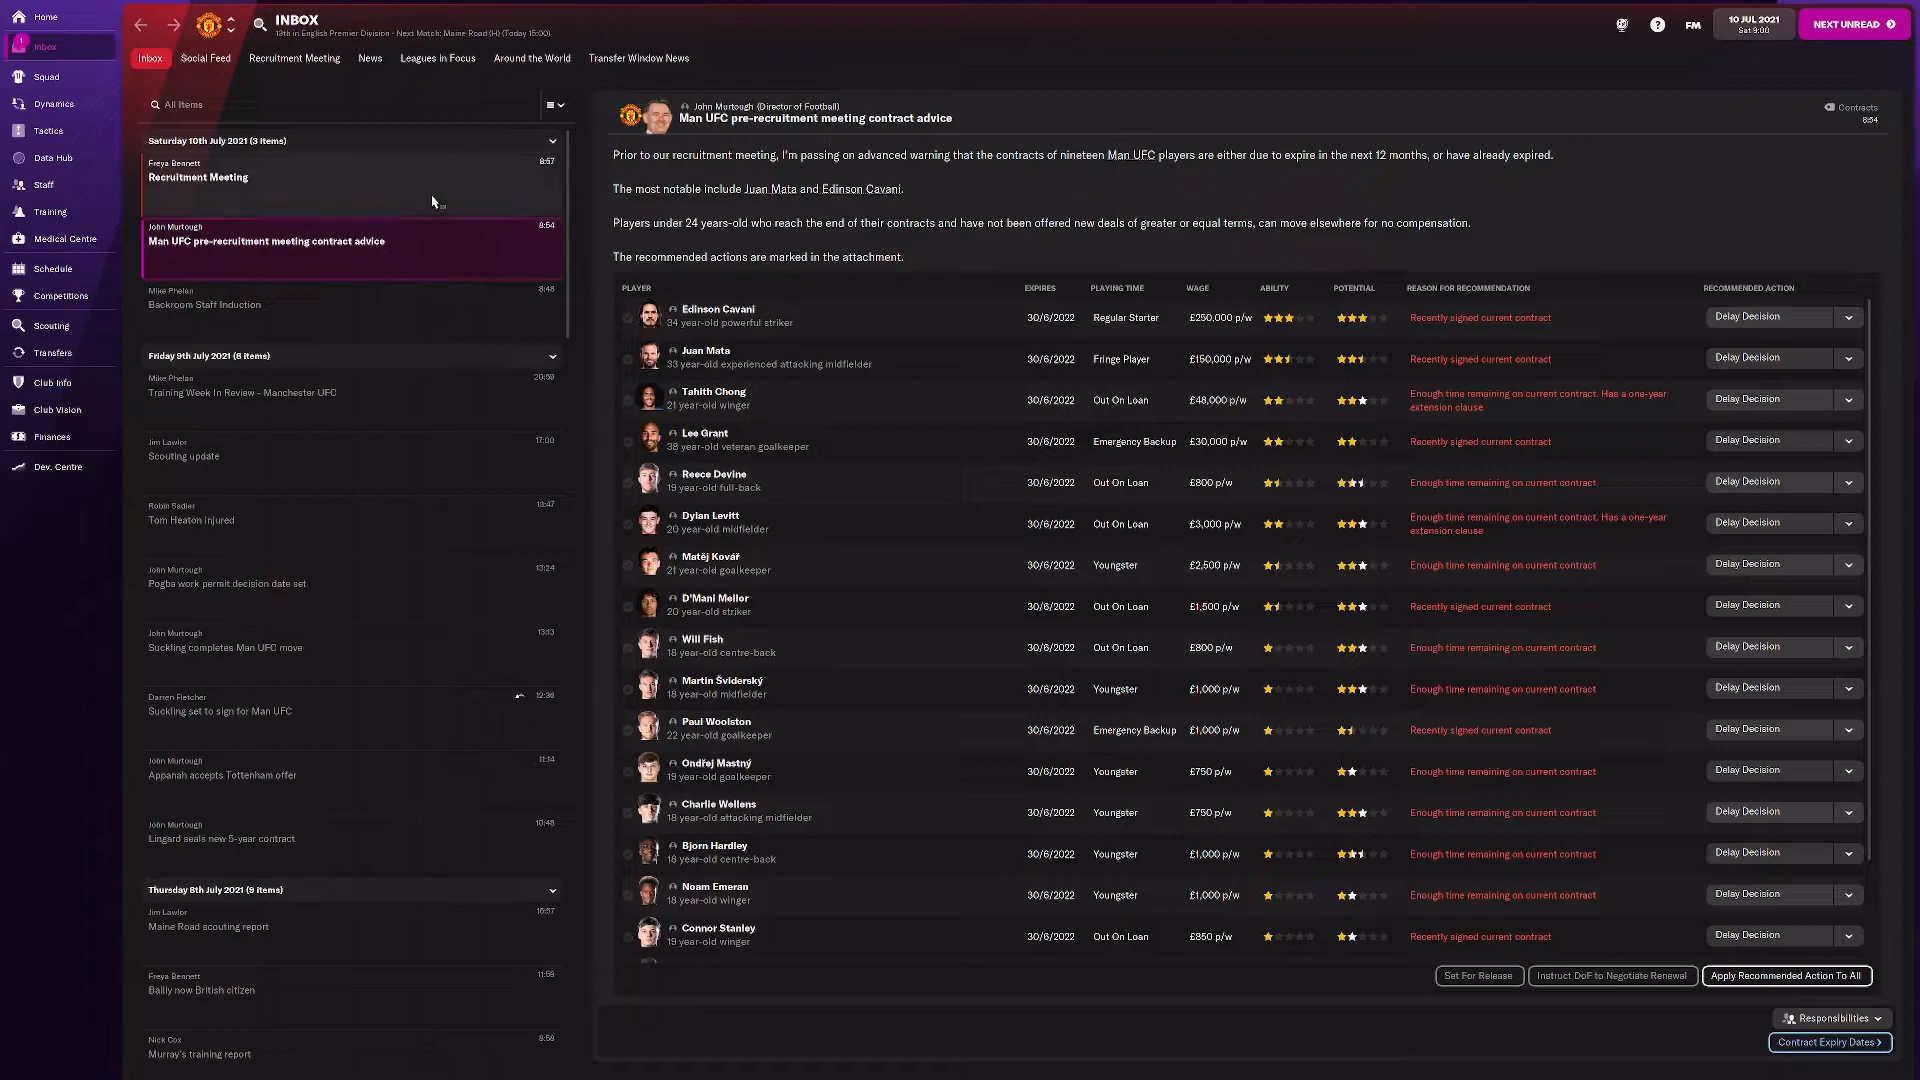 Home
Inbox
1
Squad
Dynamics
Tactics
Data Hub
Staff
Training
Medical Centre
Schedule
Competitions
Scouting
Transfers
Club Info
Club Vision
Finances
Dev. Centre
INBOX
13th in English Premier Division - Next Match: Maine Road (H) (Today 15:00)
FM
10 JUL 2021
Sat 9:00
NEXT UNREAD
Inbox
Social Feed
Recruitment Meeting
News
Leagues in Focus
Around the World
Transfer Window News
All Items
Saturday 10th July 2021 (3 items)
Freya Bennett 8:57
Recruitment Meeting
John Murtough 8:54
Man UFC pre-recruitment meeting contract advice
Mike Phelan 8:48
Backroom Staff Induction
Friday 9th July 2021 (8 items)
Mike Phelan 20:59
Training Week In Review - Manchester UFC
Jim Lawlor 17:00
Scouting update
Robin Sadler 13:47
Tom Heaton injured
John Murtough 13:24
Pogba work permit decision date set
John Murtough 13:13
Suckling completes Man UFC move
Darren Fletcher 12:36
Suckling set to sign for Man UFC
John Murtough 11:14
Appanah accepts Tottenham offer
John Murtough 10:48
Lingard seals new 5-year contract
Thursday 8th July 2021 (9 items)
Jim Lawlor 16:57
Maine Road scouting report
Freya Bennett 11:59
Bailly now British citizen
Nick Cox 8:58
Murray's training report
John Murtough (Director of Football)
Man UFC pre-recruitment meeting contract advice
Contracts
8:54
Prior to our recruitment meeting, I'm passing on advanced warning that the contracts of nineteen Man UFC players are either due to expire in the next 12 months, or have already expired.
The most notable include Juan Mata and Edinson Cavani.
Players under 24 years-old who reach the end of their contracts and have not been offered new deals of greater or equal terms, can move elsewhere for no compensation.
The recommended actions are marked in the attachment.
PLAYER EXPIRES PLAYING TIME WAGE ABILITY POTENTIAL REASON FOR RECOMMENDATION RECOMMENDED ACTION
Edinson Cavani
34 year-old powerful striker
30/6/2022 Regular Starter £250,000 p/w Recently signed current contract Delay Decision
Juan Mata
33 year-old experienced attacking midfielder
30/6/2022 Fringe Player £150,000 p/w Recently signed current contract Delay Decision
Tahith Chong
21 year-old winger
30/6/2022 Out On Loan £48,000 p/w Enough time remaining on current contract. Has a one-year
extension clause
Delay Decision
Lee Grant
38 year-old veteran goalkeeper
30/6/2022 Emergency Backup £30,000 p/w Recently signed current contract Delay Decision
Reece Devine
19 year-old full-back
30/6/2022 Out On Loan £800 p/w Enough time remaining on current contract Delay Decision
Dylan Levitt
20 year-old midfielder
30/6/2022 Out On Loan £3,000 p/w Enough time remaining on current contract. Has a one-year
extension clause
Delay Decision
Matěj Kovář
21 year-old goalkeeper
30/6/2022 Youngster £2,500 p/w Enough time remaining on current contract Delay Decision
D'Mani Mellor
20 year-old striker
30/6/2022 Out On Loan £1,500 p/w Recently signed current contract Delay Decision
Will Fish
18 year-old centre-back
30/6/2022 Out On Loan £800 p/w Enough time remaining on current contract Delay Decision
Martin Šviderský
18 year-old midfielder
30/6/2022 Youngster £1,000 p/w Enough time remaining on current contract Delay Decision
Paul Woolston
22 year-old goalkeeper
30/6/2022 Emergency Backup £1,000 p/w Recently signed current contract Delay Decision
Ondřej Mastný
19 year-old goalkeeper
30/6/2022 Youngster £750 p/w Enough time remaining on current contract Delay Decision
Charlie Wellens
18 year-old attacking midfielder
30/6/2022 Youngster £750 p/w Enough time remaining on current contract Delay Decision
Bjorn Hardley
18 year-old centre-back
30/6/2022 Youngster £1,000 p/w Enough time remaining on current contract Delay Decision
Noam Emeran
18 year-old winger
30/6/2022 Youngster £1,000 p/w Enough time remaining on current contract Delay Decision
Connor Stanley
19 year-old winger
30/6/2022 Out On Loan £850 p/w Recently signed current contract Delay Decision
Set For Release
Instruct DoF to Negotiate Renewal
Apply Recommended Action To All
Responsibilities
Contract Expiry Dates